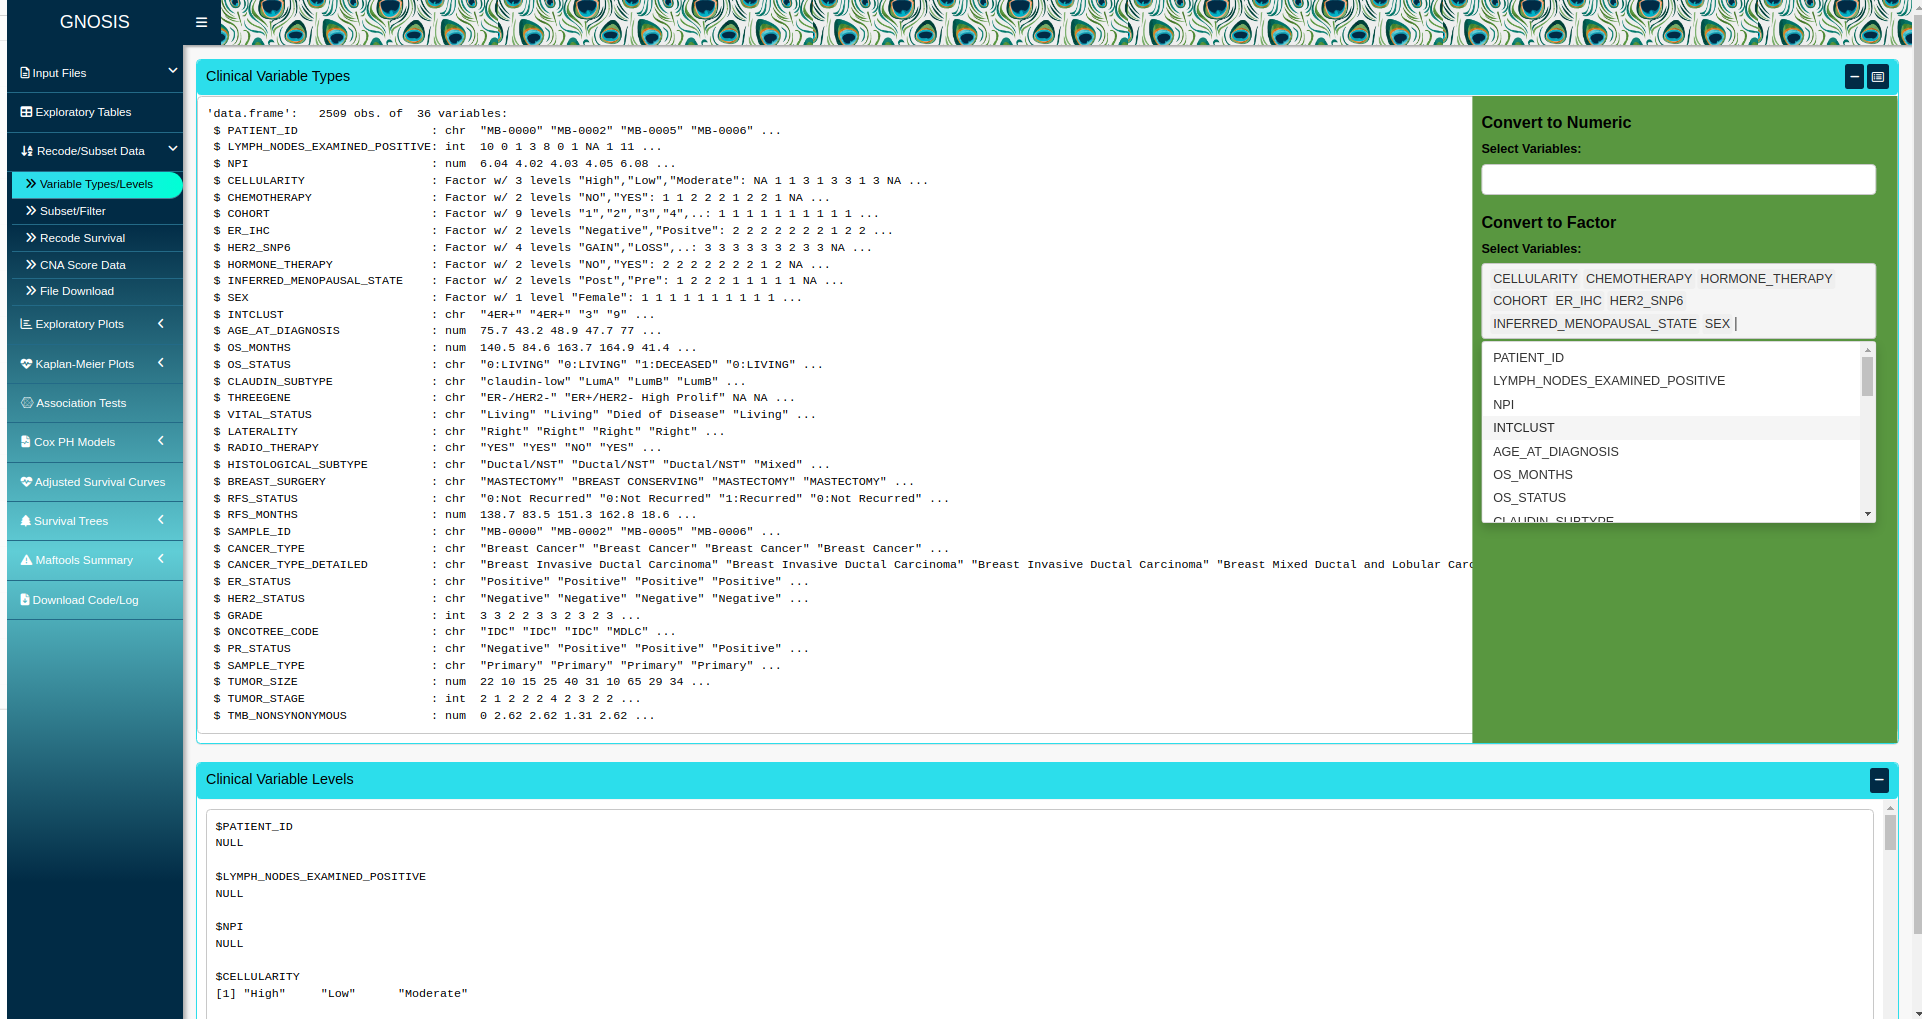 GNOSIS
Input Files
Exploratory Tables
Recode/Subset Data
Variable Types/Levels
Subset/Filter
Recode Survival
CNA Score Data
File Download
Exploratory Plots
Kaplan-Meier Plots
Association Tests
Cox PH Models
Adjusted Survival Curves
Survival Trees
Maftools Summary
Download Code/Log
Clinical Variable Types
'data.frame':   2509 obs. of  36 variables:
$ PATIENT_ID                   : chr  "MB-0000" "MB-0002" "MB-0005" "MB-0006" ...
$ LYMPH_NODES_EXAMINED_POSITIVE: int  10 0 1 3 8 0 1 NA 1 11 ...
$ NPI                          : num  6.04 4.02 4.03 4.05 6.08 ...
$ CELLULARITY                  : Factor w/ 3 levels "High","Low","Moderate": NA 1 1 3 1 3 3 1 3 NA ...
$ CHEMOTHERAPY                 : Factor w/ 2 levels "NO","YES": 1 1 2 2 2 1 2 2 1 NA ...
$ COHORT                       : Factor w/ 9 levels "1","2","3","4",..: 1 1 1 1 1 1 1 1 1 1 ...
$ ER_IHC                       : Factor w/ 2 levels "Negative","Positve": 2 2 2 2 2 2 2 1 2 2 ...
$ HER2_SNP6                    : Factor w/ 4 levels "GAIN","LOSS",..: 3 3 3 3 3 3 2 3 3 NA ...
$ HORMONE_THERAPY              : Factor w/ 2 levels "NO","YES": 2 2 2 2 2 2 2 1 2 NA ...
$ INFERRED_MENOPAUSAL_STATE    : Factor w/ 2 levels "Post","Pre": 1 2 2 2 1 1 1 1 1 NA ...
$ SEX                          : Factor w/ 1 level "Female": 1 1 1 1 1 1 1 1 1 1 ...
$ INTCLUST                     : chr  "4ER+" "4ER+" "3" "9" ...
$ AGE_AT_DIAGNOSIS             : num  75.7 43.2 48.9 47.7 77 ...
$ OS_MONTHS                    : num  140.5 84.6 163.7 164.9 41.4 ...
$ OS_STATUS                    : chr  "0:LIVING" "0:LIVING" "1:DECEASED" "0:LIVING" ...
$ CLAUDIN_SUBTYPE              : chr  "claudin-low" "LumA" "LumB" "LumB" ...
$ THREEGENE                    : chr  "ER-/HER2-" "ER+/HER2- High Prolif" NA NA ...
$ VITAL_STATUS                 : chr  "Living" "Living" "Died of Disease" "Living" ...
$ LATERALITY                   : chr  "Right" "Right" "Right" "Right" ...
$ RADIO_THERAPY                : chr  "YES" "YES" "NO" "YES" ...
$ HISTOLOGICAL_SUBTYPE         : chr  "Ductal/NST" "Ductal/NST" "Ductal/NST" "Mixed" ...
$ BREAST_SURGERY               : chr  "MASTECTOMY" "BREAST CONSERVING" "MASTECTOMY" "MASTECTOMY" ...
$ RFS_STATUS                   : chr  "0:Not Recurred" "0:Not Recurred" "1:Recurred" "0:Not Recurred" ...
$ RFS_MONTHS                   : num  138.7 83.5 151.3 162.8 18.6 ...
$ SAMPLE_ID                    : chr  "MB-0000" "MB-0002" "MB-0005" "MB-0006" ...
$ CANCER_TYPE                  : chr  "Breast Cancer" "Breast Cancer" "Breast Cancer" "Breast Cancer" ...
$ CANCER_TYPE_DETAILED         : chr  "Breast Invasive Ductal Carcinoma" "Breast Invasive Ductal Carcinoma" "Breast Invasive Ductal Carcinoma" "Breast Mixed Ductal and Lobular Carc
$ ER_STATUS                    : chr  "Positive" "Positive" "Positive" "Positive" ...
$ HER2_STATUS                  : chr  "Negative" "Negative" "Negative" "Negative" ...
$ GRADE                        : int  3 3 2 2 3 3 2 3 2 3 ...
$ ONCOTREE_CODE                : chr  "IDC" "IDC" "IDC" "MDLC" ...
$ PR_STATUS                    : chr  "Negative" "Positive" "Positive" "Positive" ...
$ SAMPLE_TYPE                  : chr  "Primary" "Primary" "Primary" "Primary" ...
$ TUMOR_SIZE                   : num  22 10 15 25 40 31 10 65 29 34 ...
$ TUMOR_STAGE                  : int  2 1 2 2 2 4 2 3 2 2 ...
$ TMB_NONSYNONYMOUS            : num  0 2.62 2.62 1.31 2.62 ...
Convert to Numeric
Select Variables:
Convert to Factor
Select Variables:
CELLULARITY CHEMOTHERAPY HORMONE_THERAPY
COHORT ER_IHC HER2_SNP6
INFERRED_MENOPAUSAL_STATE SEX
PATIENT_ID
LYMPH_NODES_EXAMINED_POSITIVE
NPI
INTCLUST
AGE_AT_DIAGNOSIS
OS_MONTHS
OS_STATUS
CLAUDIN_SUBTYPE
Clinical Variable Levels
$PATIENT_ID
NULL
$LYMPH_NODES_EXAMINED_POSITIVE
NULL
$NPI
NULL
$CELLULARITY
[1] "High"     "Low"      "Moderate"